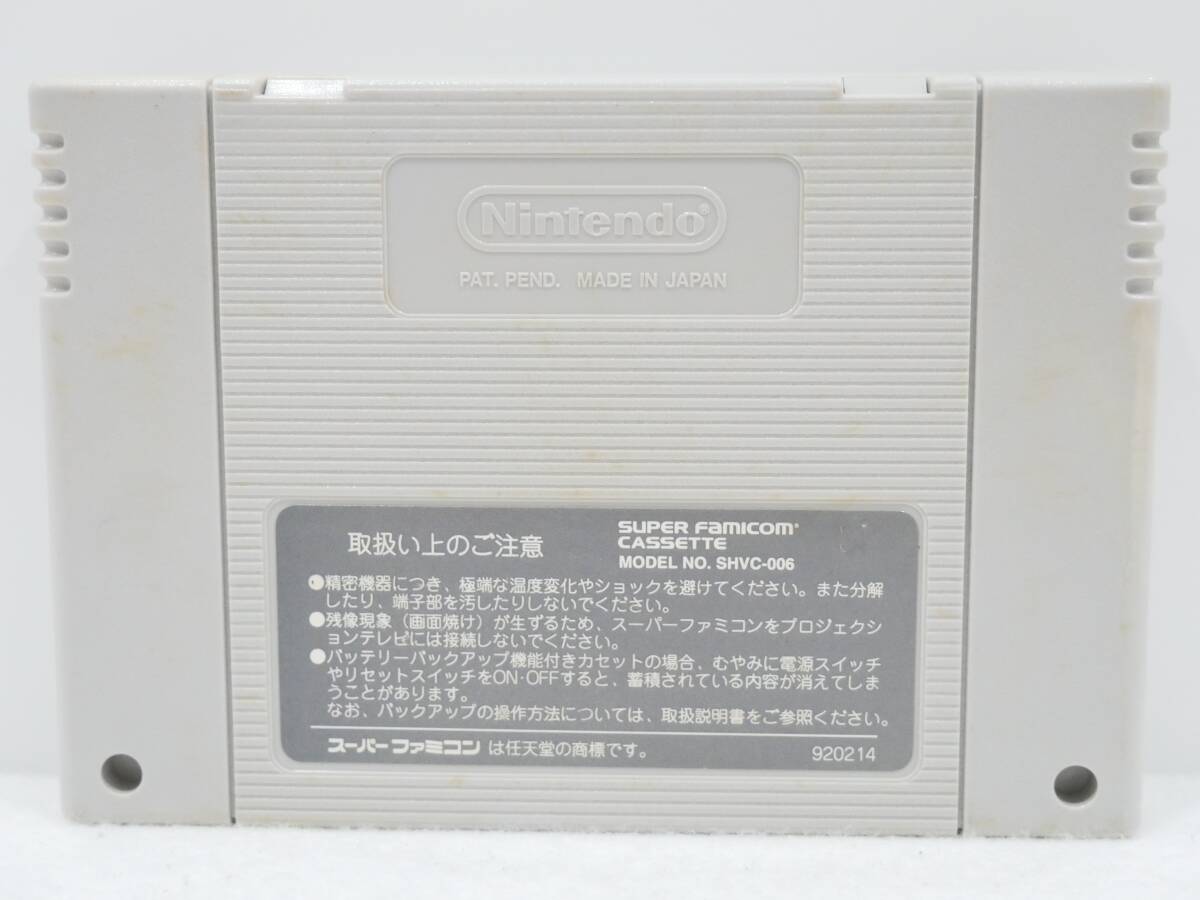 Nintendo®
PAT. PEND. MADE IN JAPAN
取扱い上のご注意
SUPER FAMICOM®
CASSETTE
MODEL NO. SHVC-006
●精密機器につき、極端な温度変化やショックを避けてください。また分解
したり、端子部を汚したりしないでください。
●残像現象(画面焼け)が生ずるため、スーパーファミコンをプロジェクシ
ョンテレビには接続しないでください。
●バッテリーバックアップ機能付きカセットの場合、むやみに電源スイッチ
やリセットスイッチをON·OFFすると、蓄積されている内容が消えてしま
うことがあります。
なお、バックアップの操作方法については、取扱説明書をご参照ください。
スーパーファミコン は任天堂の商標です。
920214